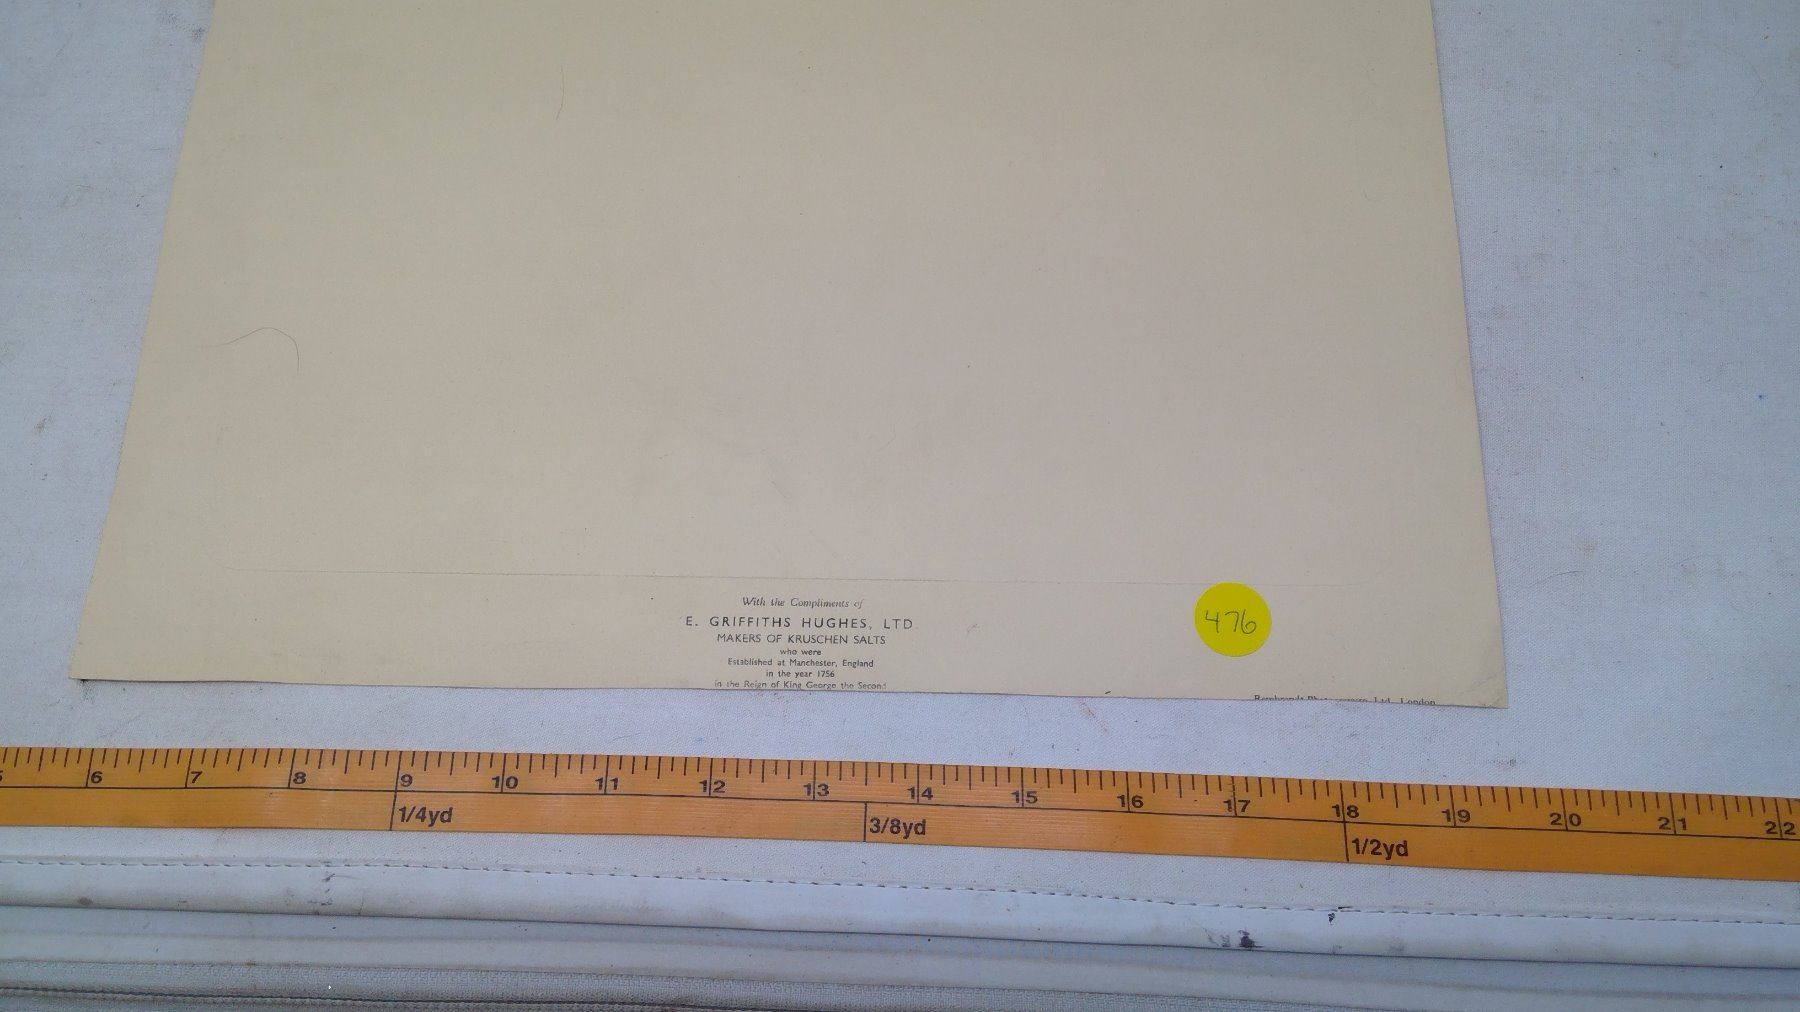 With the Compliments of
E. GRIFFITHS HUGHES, LTD.
MAKERS OF KRUSCHEN SALTS
who were
Established at Manchester, England
in the year 1756
in the Reign of King George the Second
476
Ltd., London
6 7 8 9 10 11 12 13 14 15 16 17 18 19 20 21 22
1/4yd 3/8yd 1/2yd